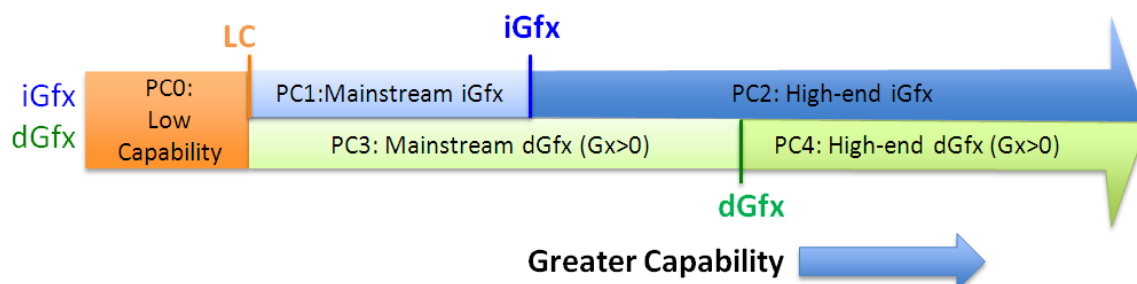 LC
iGfx
iGfx
dGfx
PC0:
Low
Capability
PC1:Mainstream iGfx
PC2: High-end iGfx
PC3: Mainstream dGfx (Gx>0)
PC4: High-end dGfx (Gx>0)
dGfx
Greater Capability